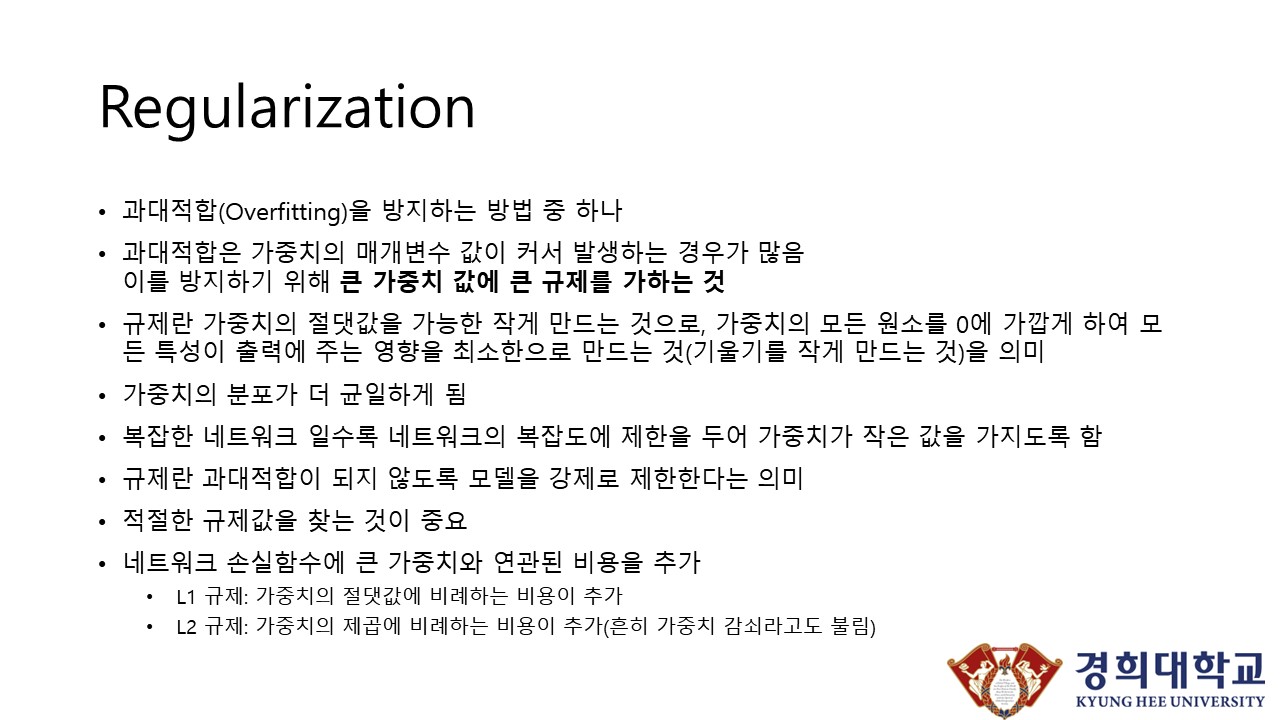 Regularization
• 과대적합(Overfitting)을 방지하는 방법 중 하나
• 과대적합은 가중치의 매개변수 값이 커서 발생하는 경우가 많음
이를 방지하기 위해 큰 가중치 값에 큰 규제를 가하는 것
• 규제란 가중치의 절댓값을 가능한 작게 만드는 것으로, 가중치의 모든 원소를 0에 가깝게 하여 모
든 특성이 출력에 주는 영향을 최소한으로 만드는 것(기울기를 작게 만드는 것)을 의미
• 가중치의 분포가 더 균일하게 됨
• 복잡한 네트워크 일수록 네트워크의 복잡도에 제한을 두어 가중치가 작은 값을 가지도록 함
• 규제란 과대적합이 되지 않도록 모델을 강제로 제한한다는 의미
• 적절한 규제값을 찾는 것이 중요
• 네트워크 손실함수에 큰 가중치와 연관된 비용을 추가
• L1 규제: 가중치의 절댓값에 비례하는 비용이 추가
• L2 규제: 가중치의 제곱에 비례하는 비용이 추가(흔히 가중치 감쇠라고도 불림)
경희대학교
KYUNG HEE UNIVERSITY